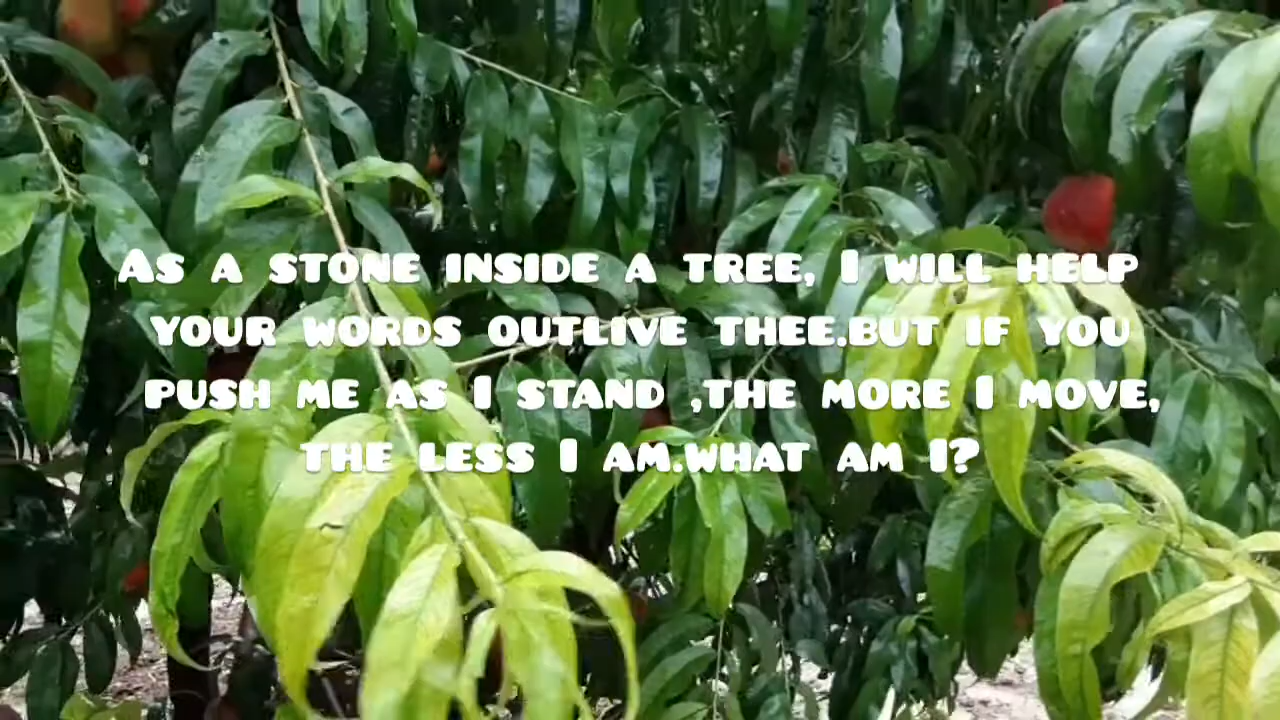 As a stone inside a tree, I will help
your words outlive thee.but if you
push me as I stand ,the more I move,
the less I am.what am I?